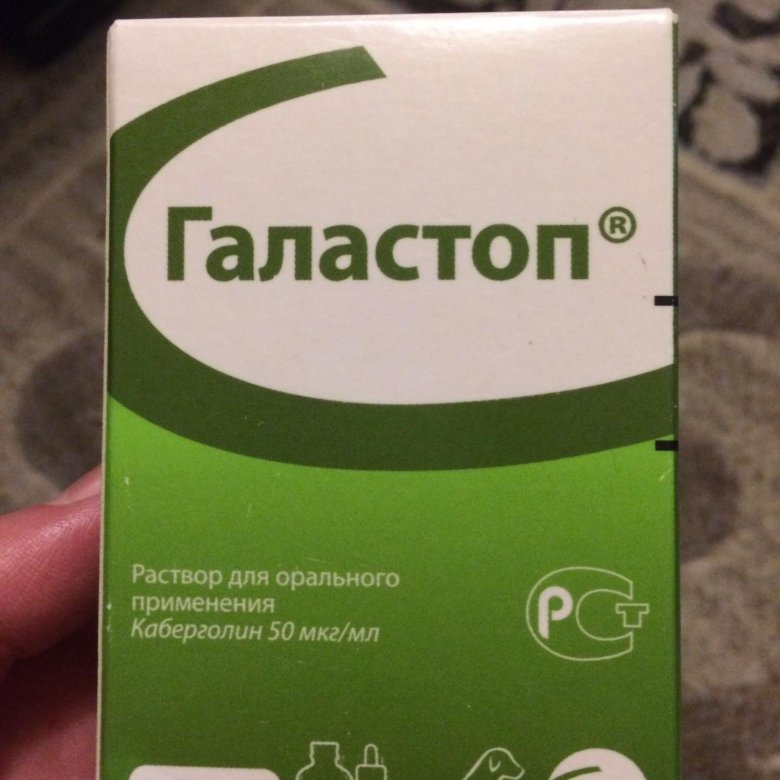 Галастоп®
Раствор для орального
применения
Каберголин 50 мкг/мл
РСТ